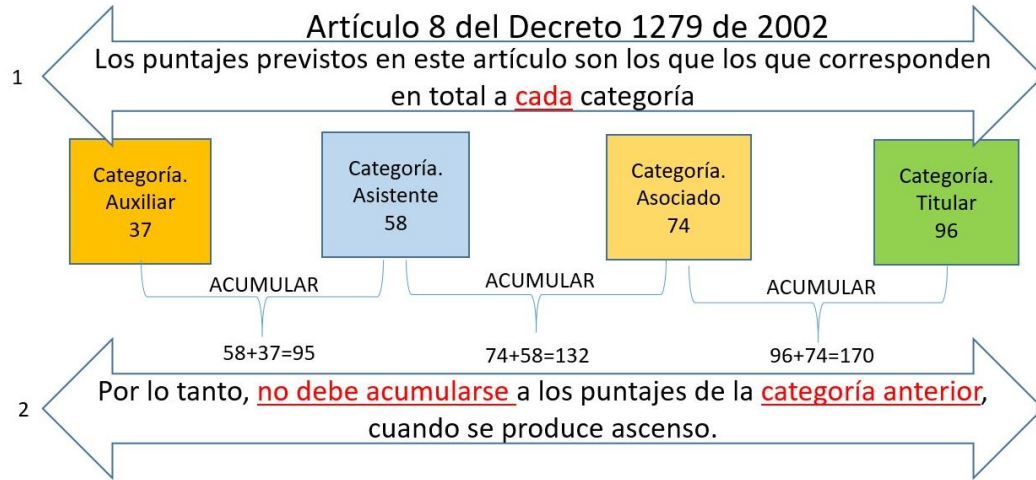 Artículo 8 del Decreto 1279 de 2002
1
Los puntajes previstos en este artículo son los que los que corresponden
en total a cada categoría
Categoría.
Auxiliar
37
Categoría.
Asistente
58
Categoría.
Asociado
74
Categoría.
Titular
96
ACUMULAR
ACUMULAR
ACUMULAR
58+37=95
74+58=132
96+74=170
2
Por lo tanto, no debe acumularse a los puntajes de la categoría anterior,
cuando se produce ascenso.